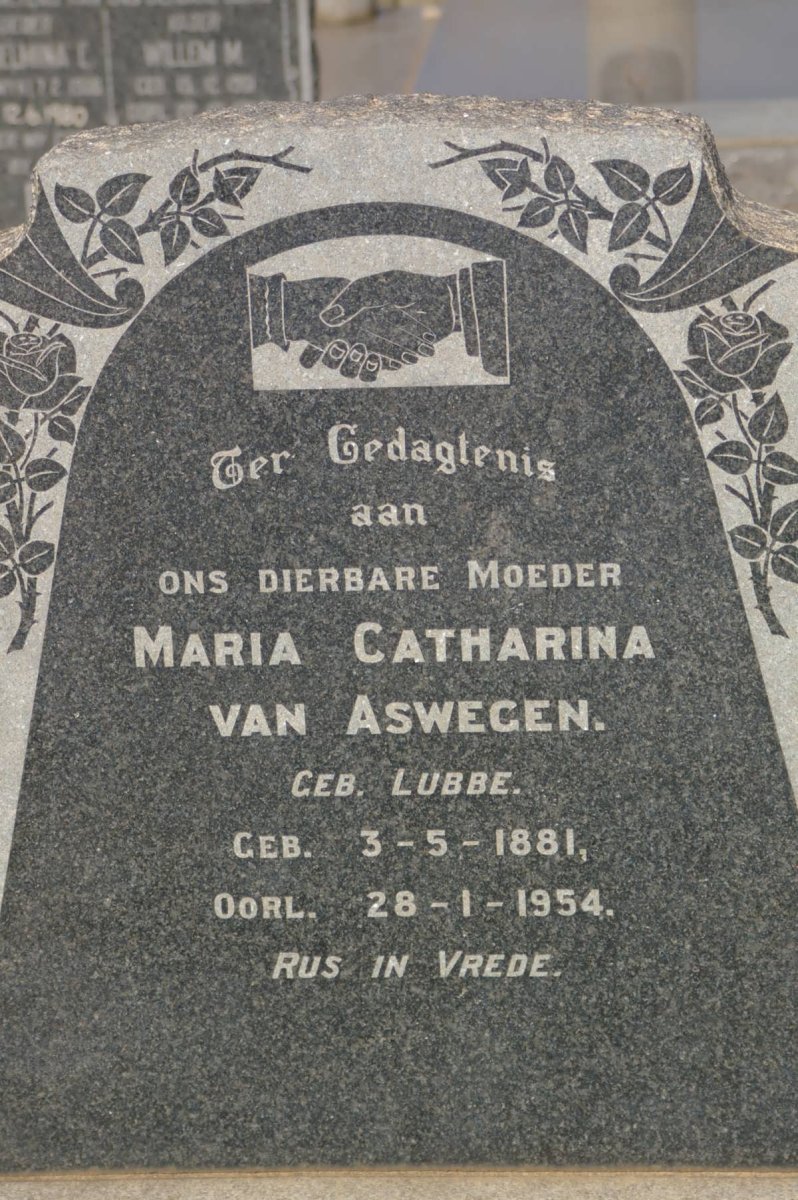 WILLEM M.
Ter Gedagtenis
aan
ONS DIERBARE MOEDER
MARIA CATHARINA
VAN ASWEGEN.
GEB. LUBBE.
GEB. 3-5-1881,
OORL. 28-1-1954.
RUS IN VREDE.